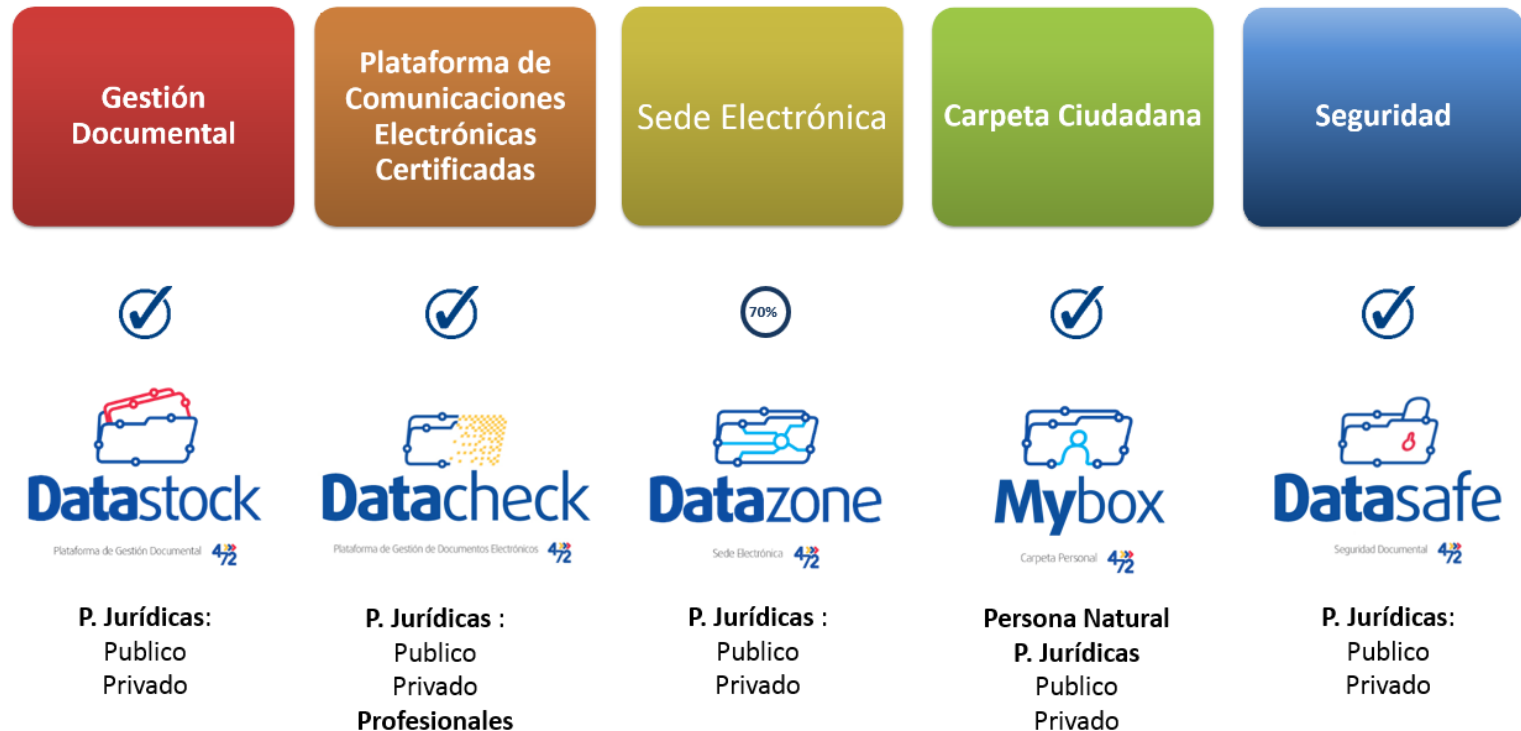 Gestión
Documental
Plataforma de
Comunicaciones
Electrónicas
Certificadas
Sede Electrónica
Carpeta Ciudadana
Seguridad
70%
Datastock
Plataforma de Gestión Documental 4-72
Datacheck
Plataforma de Gestión de Documentos Electrónicos 4-72
Datazone
Sede Electrónica 4-72
Mybox
Carpeta Personal 4-72
Datasafe
Seguridad Documental 4-72
P. Jurídicas:
Publico
Privado
P. Jurídicas :
Publico
Privado
Profesionales
P. Jurídicas :
Publico
Privado
Persona Natural
P. Jurídicas
Publico
Privado
P. Jurídicas:
Publico
Privado